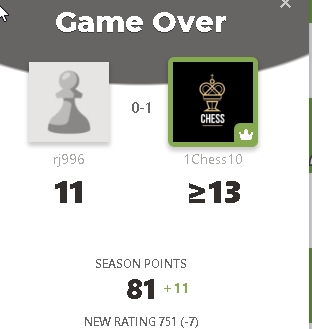 Game Over
CHESS
0-1
rj996
1Chess10
11
≥13
SEASON POINTS
81 +11
NEW RATING 751 (-7)